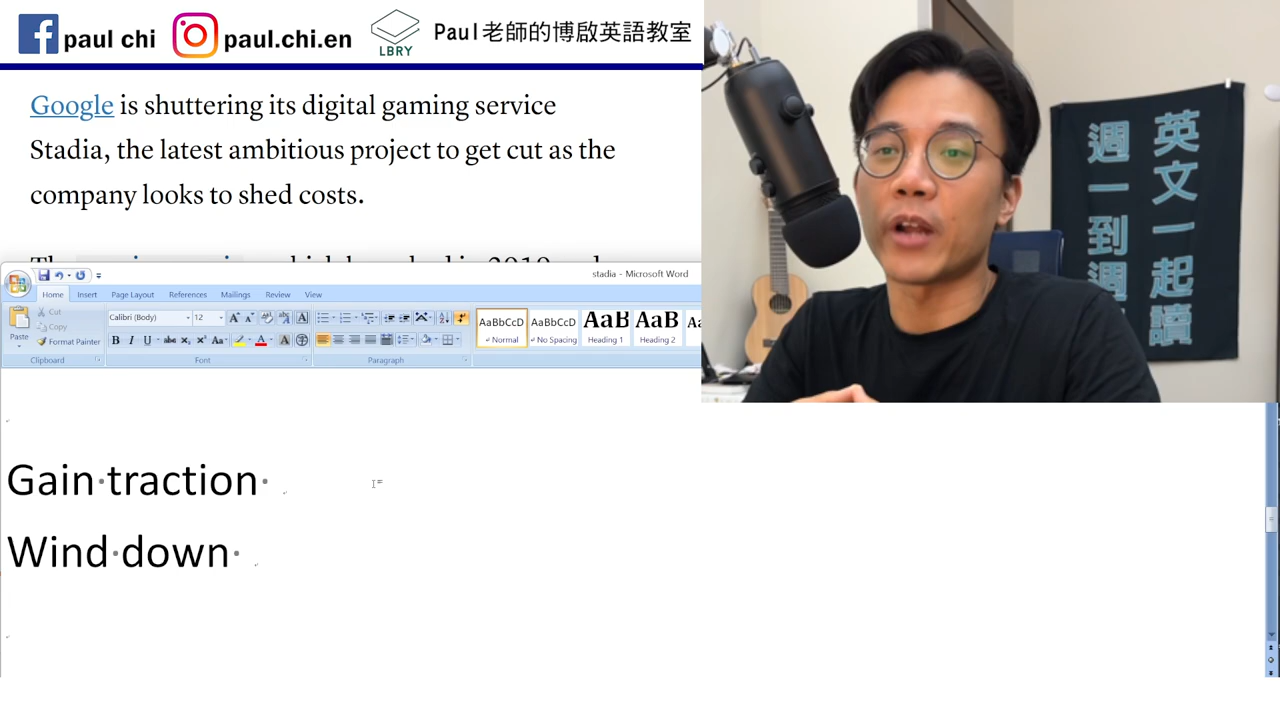 paul chi
paul.chi.en
LBRY
Paul老師的博啟英語教室
Google is shuttering its digital gaming service
Stadia, the latest ambitious project to get cut as the
company looks to shed costs.
stadia - Microsoft Word
Home Insert Page Layout References Mailings Review View
Paste
Cut
Copy
Format Painter
Clipboard
Calibri (Body) 12
Font
Paragraph
AaBbCcD
Normal
AaBbCcD
No Spacing
AaB
Heading 1
AaB
Heading 2
英文一起讀
週一到週
Gain traction
Wind down